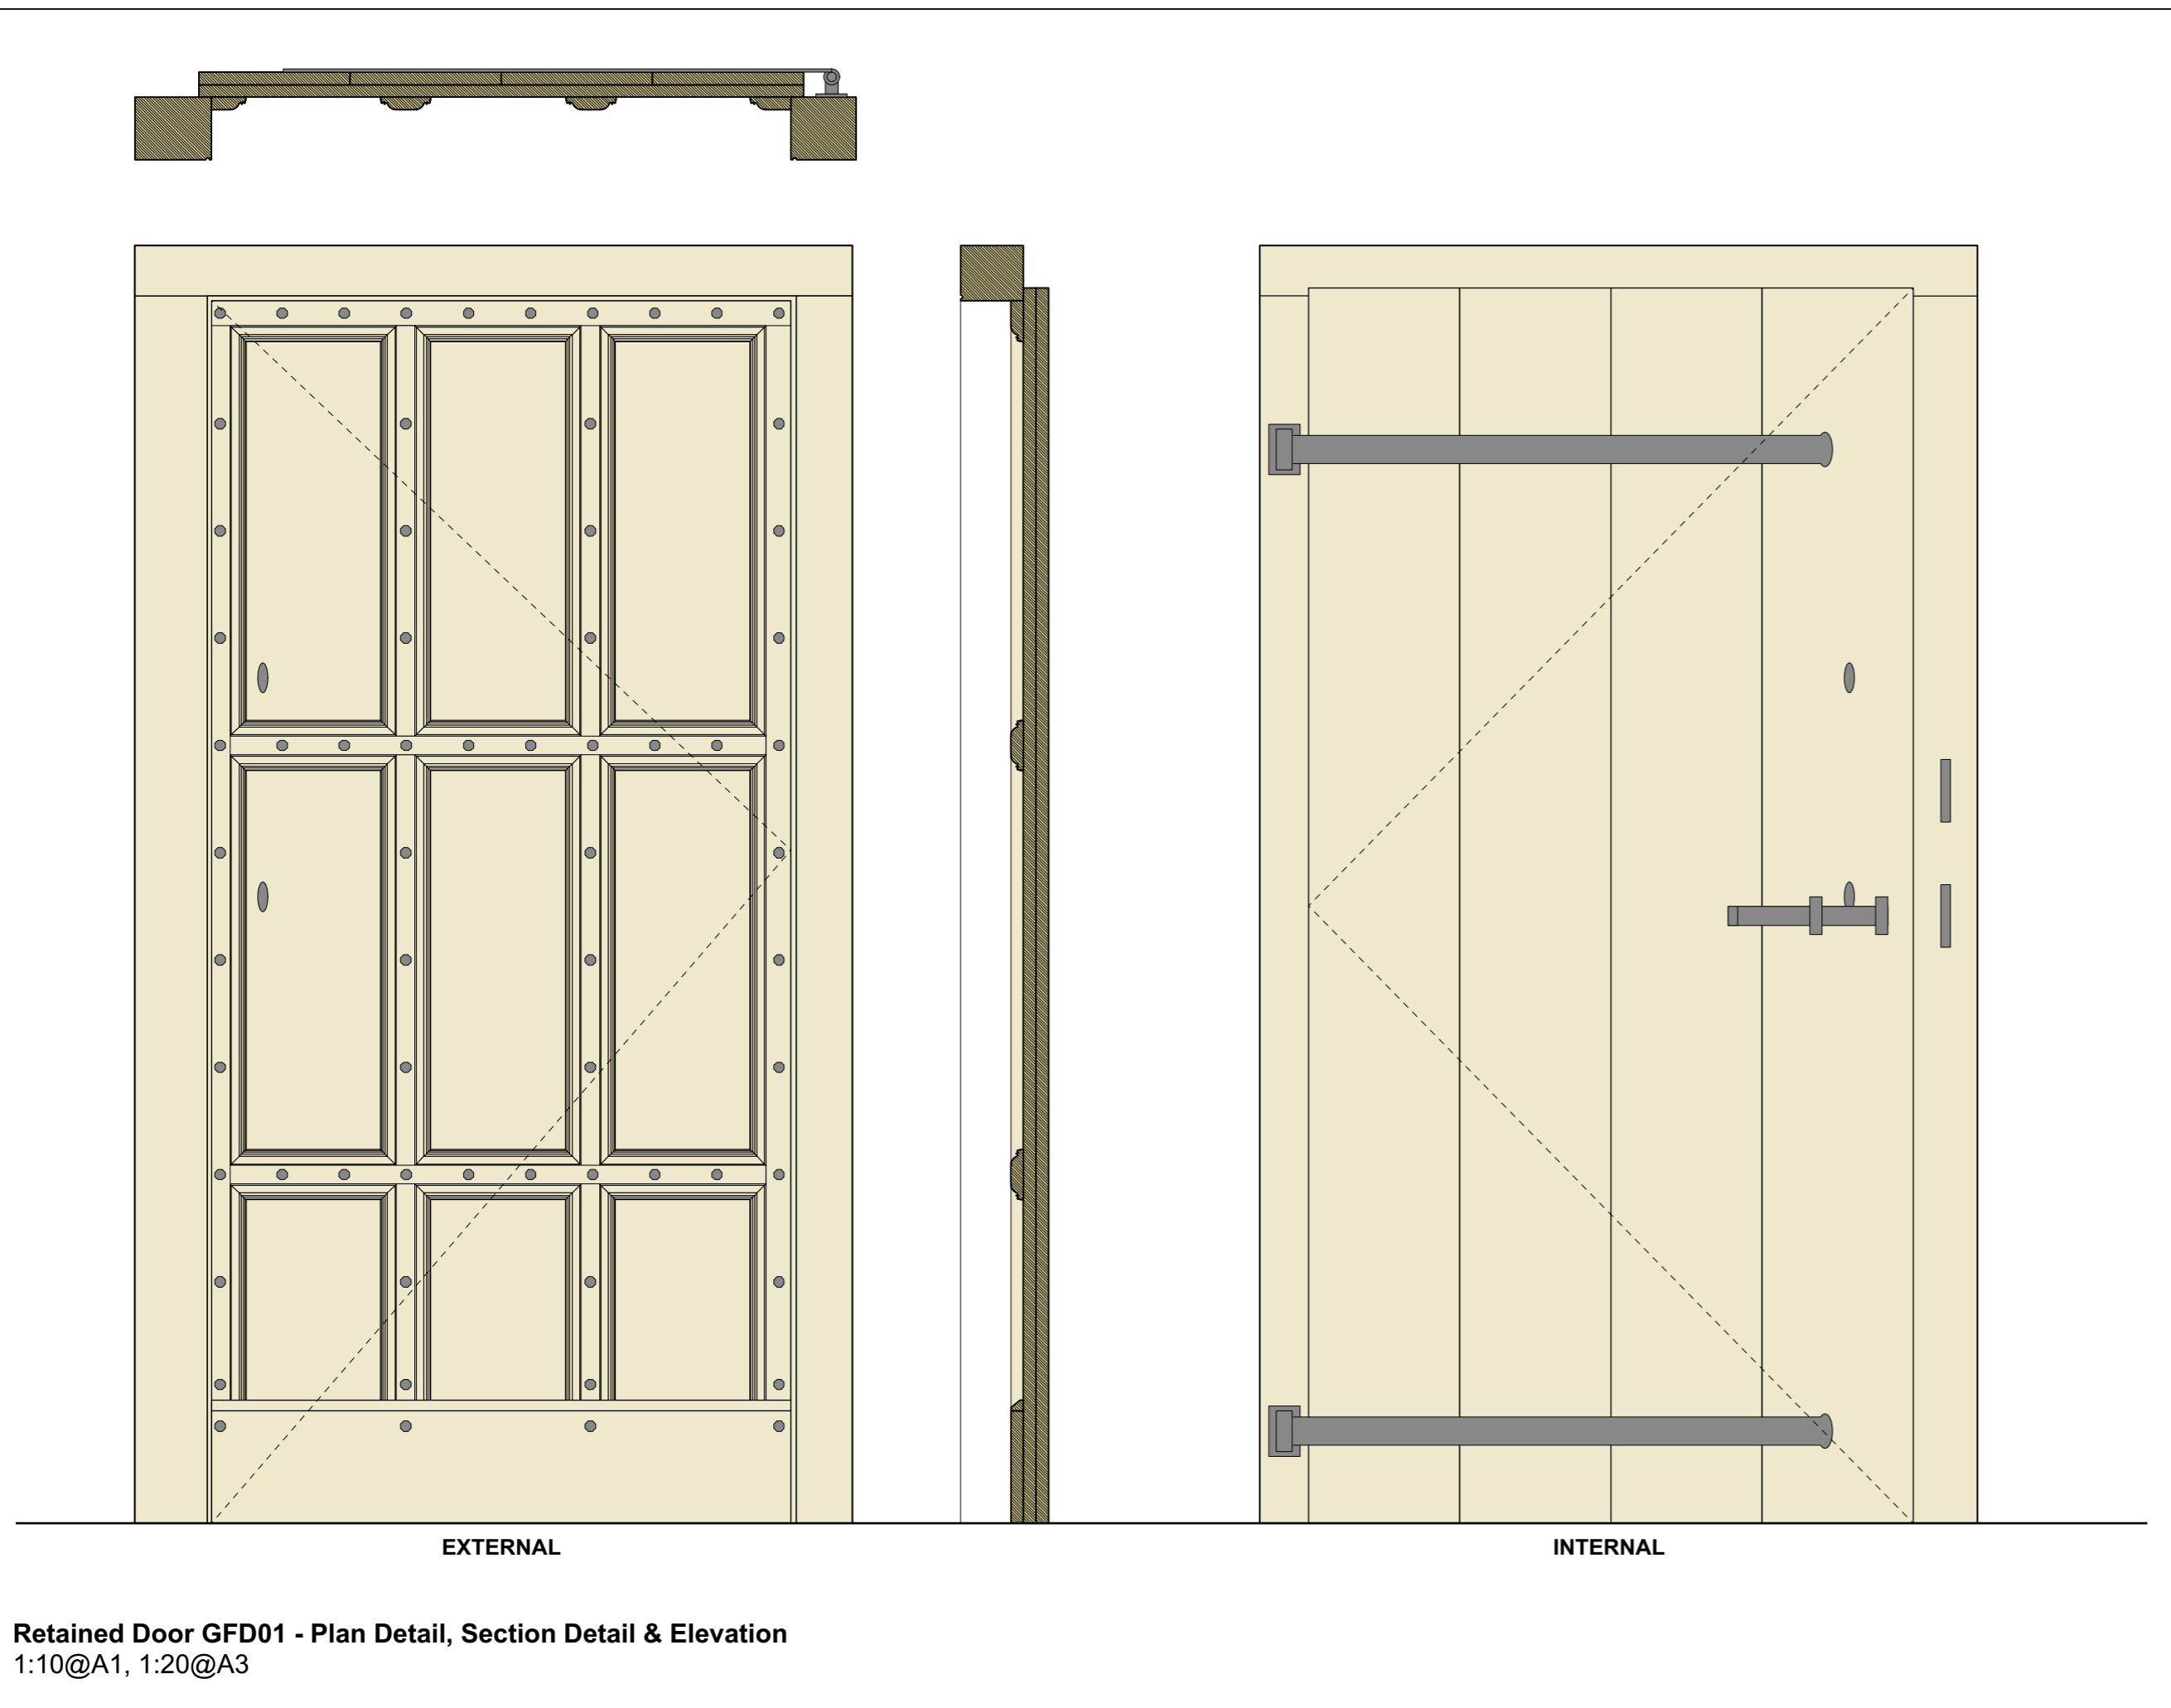 EXTERNAL
INTERNAL
Retained Door GFD01 - Plan Detail, Section Detail & Elevation
1:10@A1, 1:20@A3